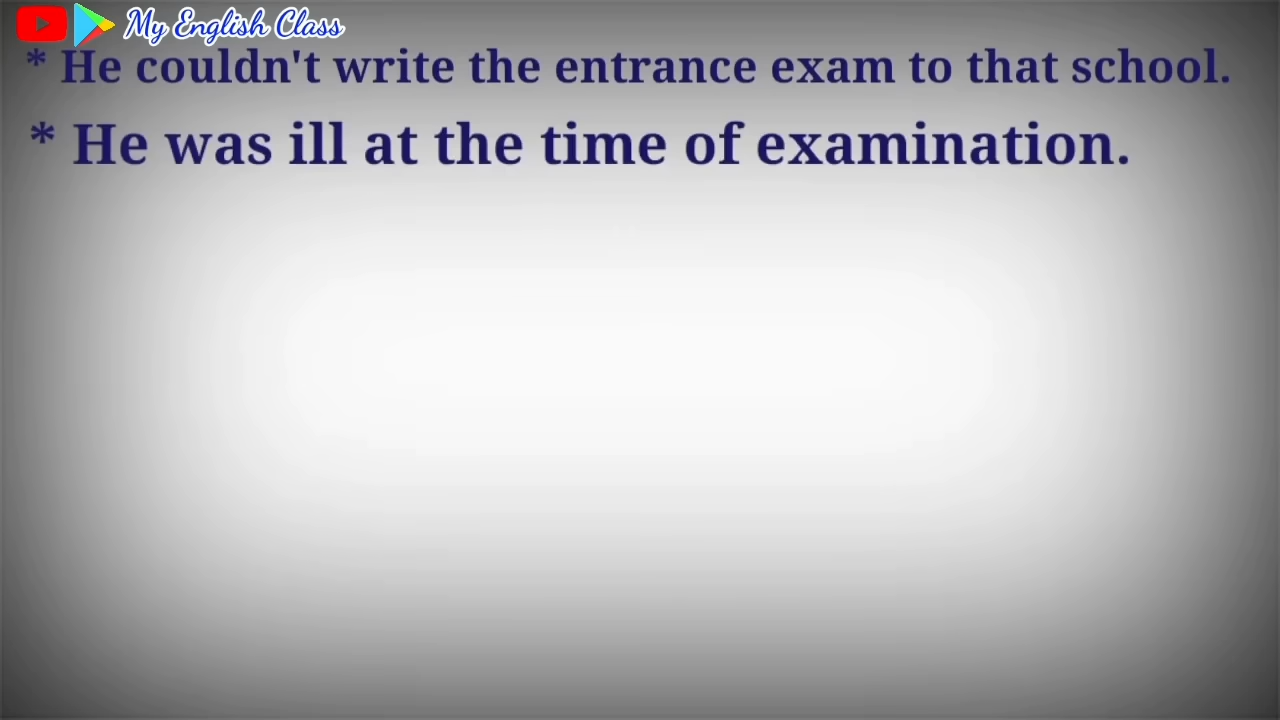 My English Class
* He couldn't write the entrance exam to that school.
* He was ill at the time of examination.